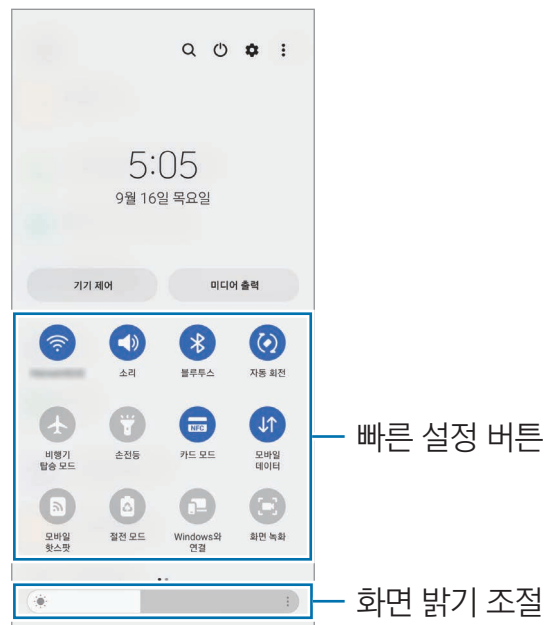 5:05
9월 16일 목요일
기기 제어
미디어 출력
소리
블루투스
자동 회전
비행기
탑승 모드
손전등
NFC
카드 모드
모바일
데이터
모바일
핫스팟
절전 모드
Windows와
연결
화면 녹화
빠른 설정 버튼
화면 밝기 조절